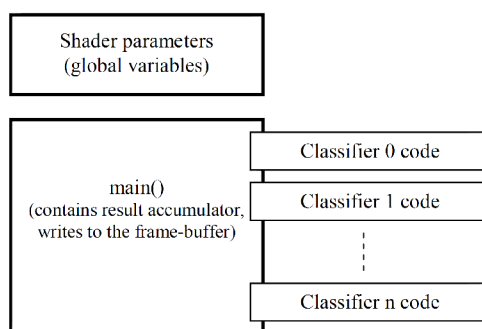 Shader parameters
(global variables)
main()
(contains result accumulator,
writes to the frame-buffer)
Classifier 0 code
Classifier 1 code
Classifier n code